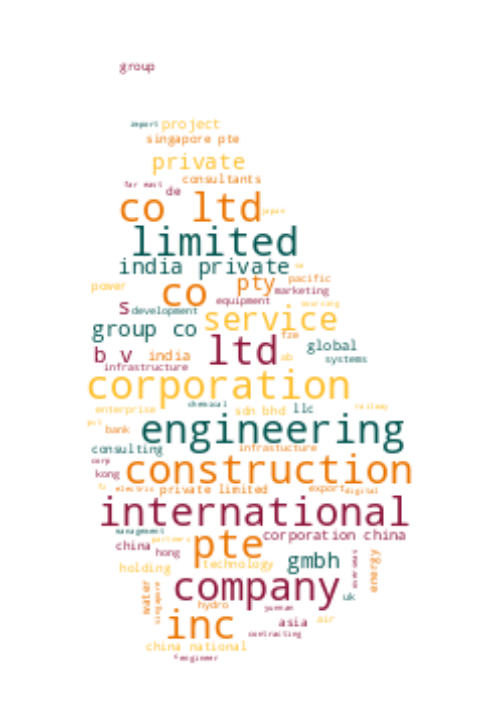 group
import project
singapore pte
private
consultants
far east de
co ltd japan
limited
india private
power co pty pacific
marketing
equipment
s development service sourcing
group co ltd fze global
b v india ab systems
infrastructure
corporation
enterprise chemical sdn bhd llc railway
bank engineering
consulting infrastucture
corp
kong construction
electric private limited export digital
international
management pte corporation china
china hong partners
holding technology gmbh overseas energy
water singapore company uk
hydro yunnan
inc asia air
contracting
china national
engineer